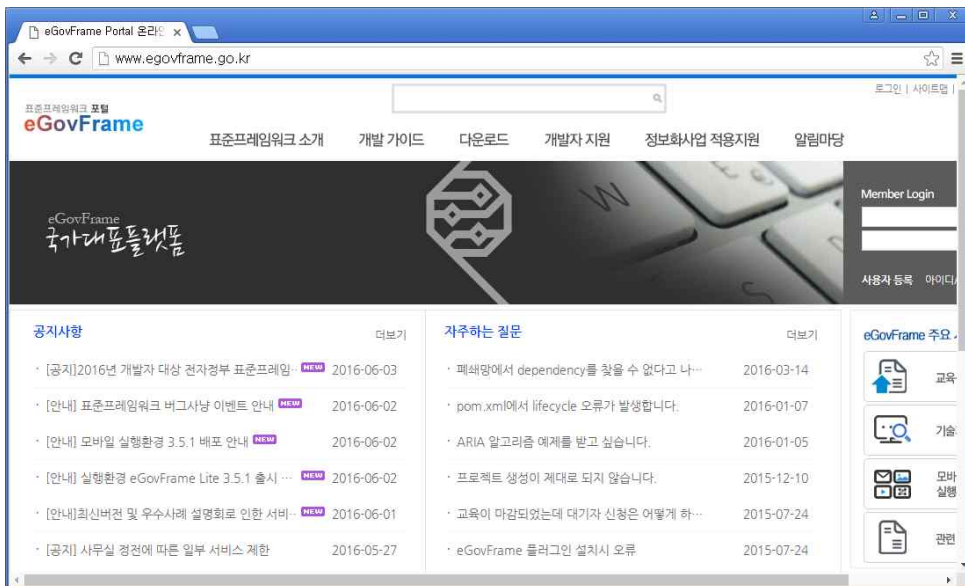 eGovFrame Portal 온라인
www.egovframe.go.kr
로그인 | 사이트맵 |
표준프레임워크 포털
eGovFrame
표준프레임워크 소개 개발 가이드 다운로드 개발자 지원 정보화사업 적용지원 알림마당
eGovFrame
국가대표플랫폼
W
E
S
Member Login
사용자 등록 아이디/
공지사항 더보기
[공지]2016년 개발자 대상 전자정부 표준프레임·· NEW 2016-06-03
[안내] 표준프레임워크 버그사냥 이벤트 안내 NEW 2016-06-02
[안내] 모바일 실행환경 3.5.1 배포 안내 NEW 2016-06-02
[안내] 실행환경 eGovFrame Lite 3.5.1 출시 ··· NEW 2016-06-02
[안내]최신버전 및 우수사례 설명회로 인한 서비·· NEW 2016-06-01
[공지] 사무실 정전에 따른 일부 서비스 제한 2016-05-27
자주하는 질문 더보기
폐쇄망에서 dependency를 찾을 수 없다고 나··· 2016-03-14
pom.xml에서 lifecycle 오류가 발생합니다. 2016-01-07
ARIA 알고리즘 예제를 받고 싶습니다. 2016-01-05
프로젝트 생성이 제대로 되지 않습니다. 2015-12-10
교육이 마감되었는데 대기자 신청은 어떻게 하··· 2015-07-24
eGovFrame 플러그인 설치시 오류 2015-07-24
eGovFrame 주요
교육
기술
모바
실행
관련